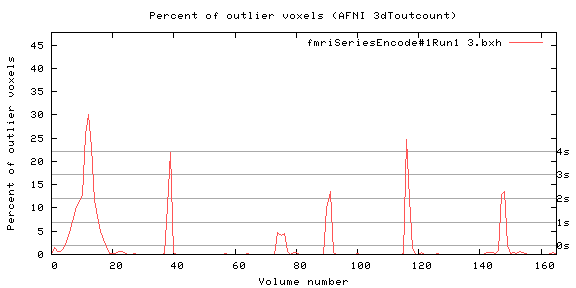 Percent of outlier voxels (AFNI 3dToutcount)
fmriSeriesEncode#1Run1 3.bxh
Percent of outlier voxels
45
40
35
30
25
20
15
10
5
0
4s
3s
2s
1s
0s
0 20 40 60 80 100 120 140 160
Volume number